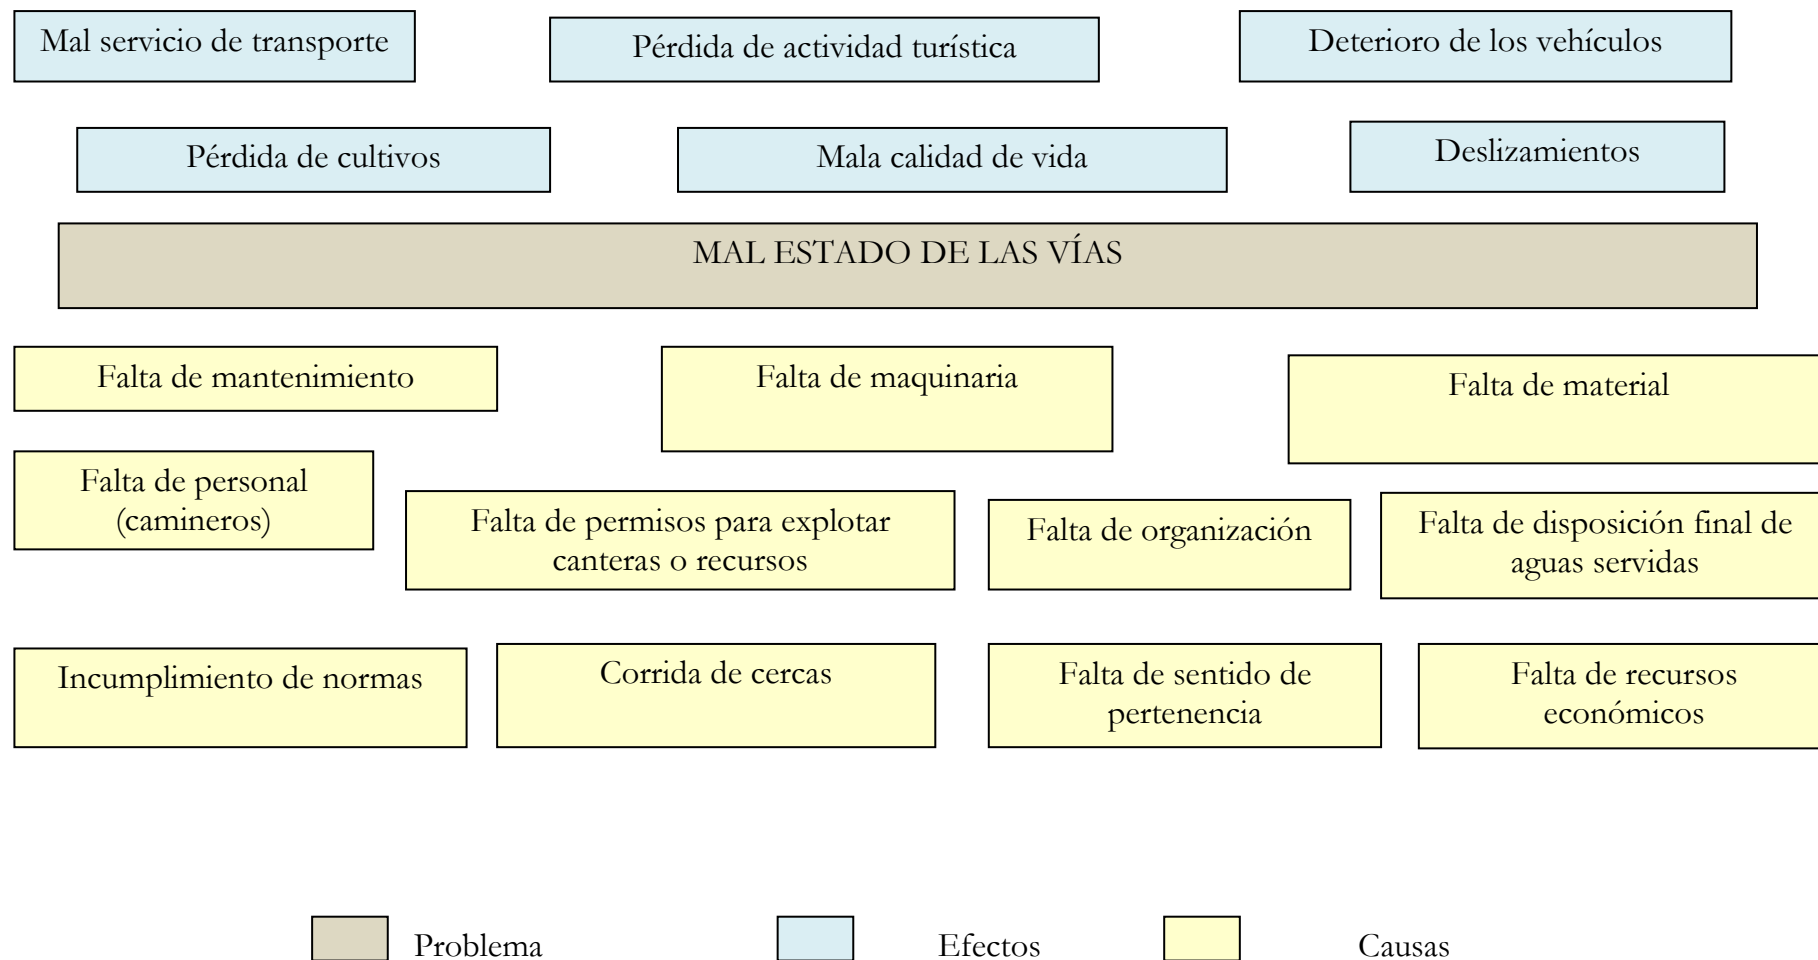 Mal servicio de transporte
Pérdida de actividad turística
Deterioro de los vehículos
Pérdida de cultivos
Mala calidad de vida
Deslizamientos
MAL ESTADO DE LAS VÍAS
Falta de mantenimiento
Falta de maquinaria
Falta de material
Falta de personal
(camineros)
Falta de permisos para explotar
canteras o recursos
Falta de organización
Falta de disposición final de
aguas servidas
Incumplimiento de normas
Corrida de cercas
Falta de sentido de
pertenencia
Falta de recursos
económicos
Problema
Efectos
Causas